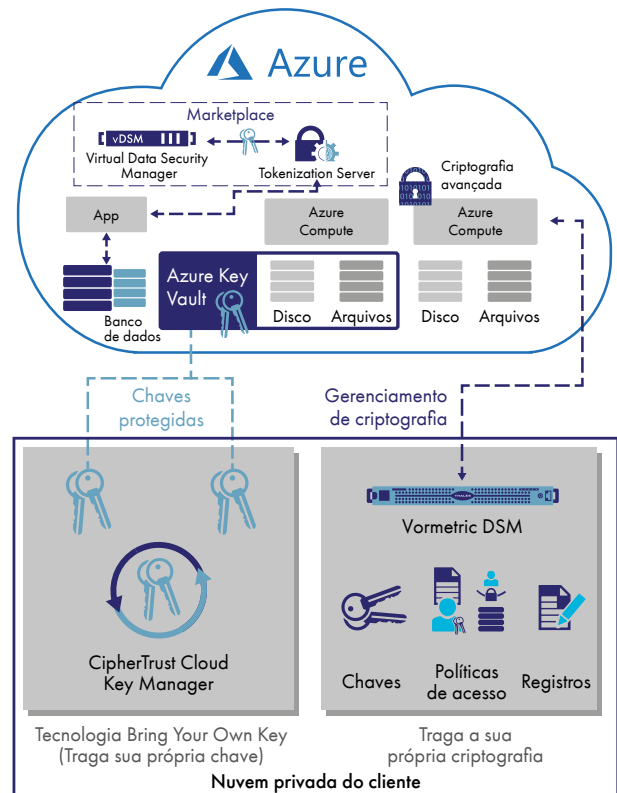 Azure
Marketplace
vDSM
Virtual Data Security
Manager
Tokenization Server
Criptografia
avançada
App
Azure
Compute
Azure
Compute
Azure Key
Vault
Banco
de dados
Disco
Arquivos
Disco
Arquivos
Chaves
protegidas
Gerenciamento
de criptografia
THALES
Vormetric DSM
CipherTrust Cloud
Key Manager
Chaves
Políticas
de acesso
Registros
Tecnologia Bring Your Own Key
(Traga sua própria chave)
Traga a sua
própria criptografia
Nuvem privada do cliente